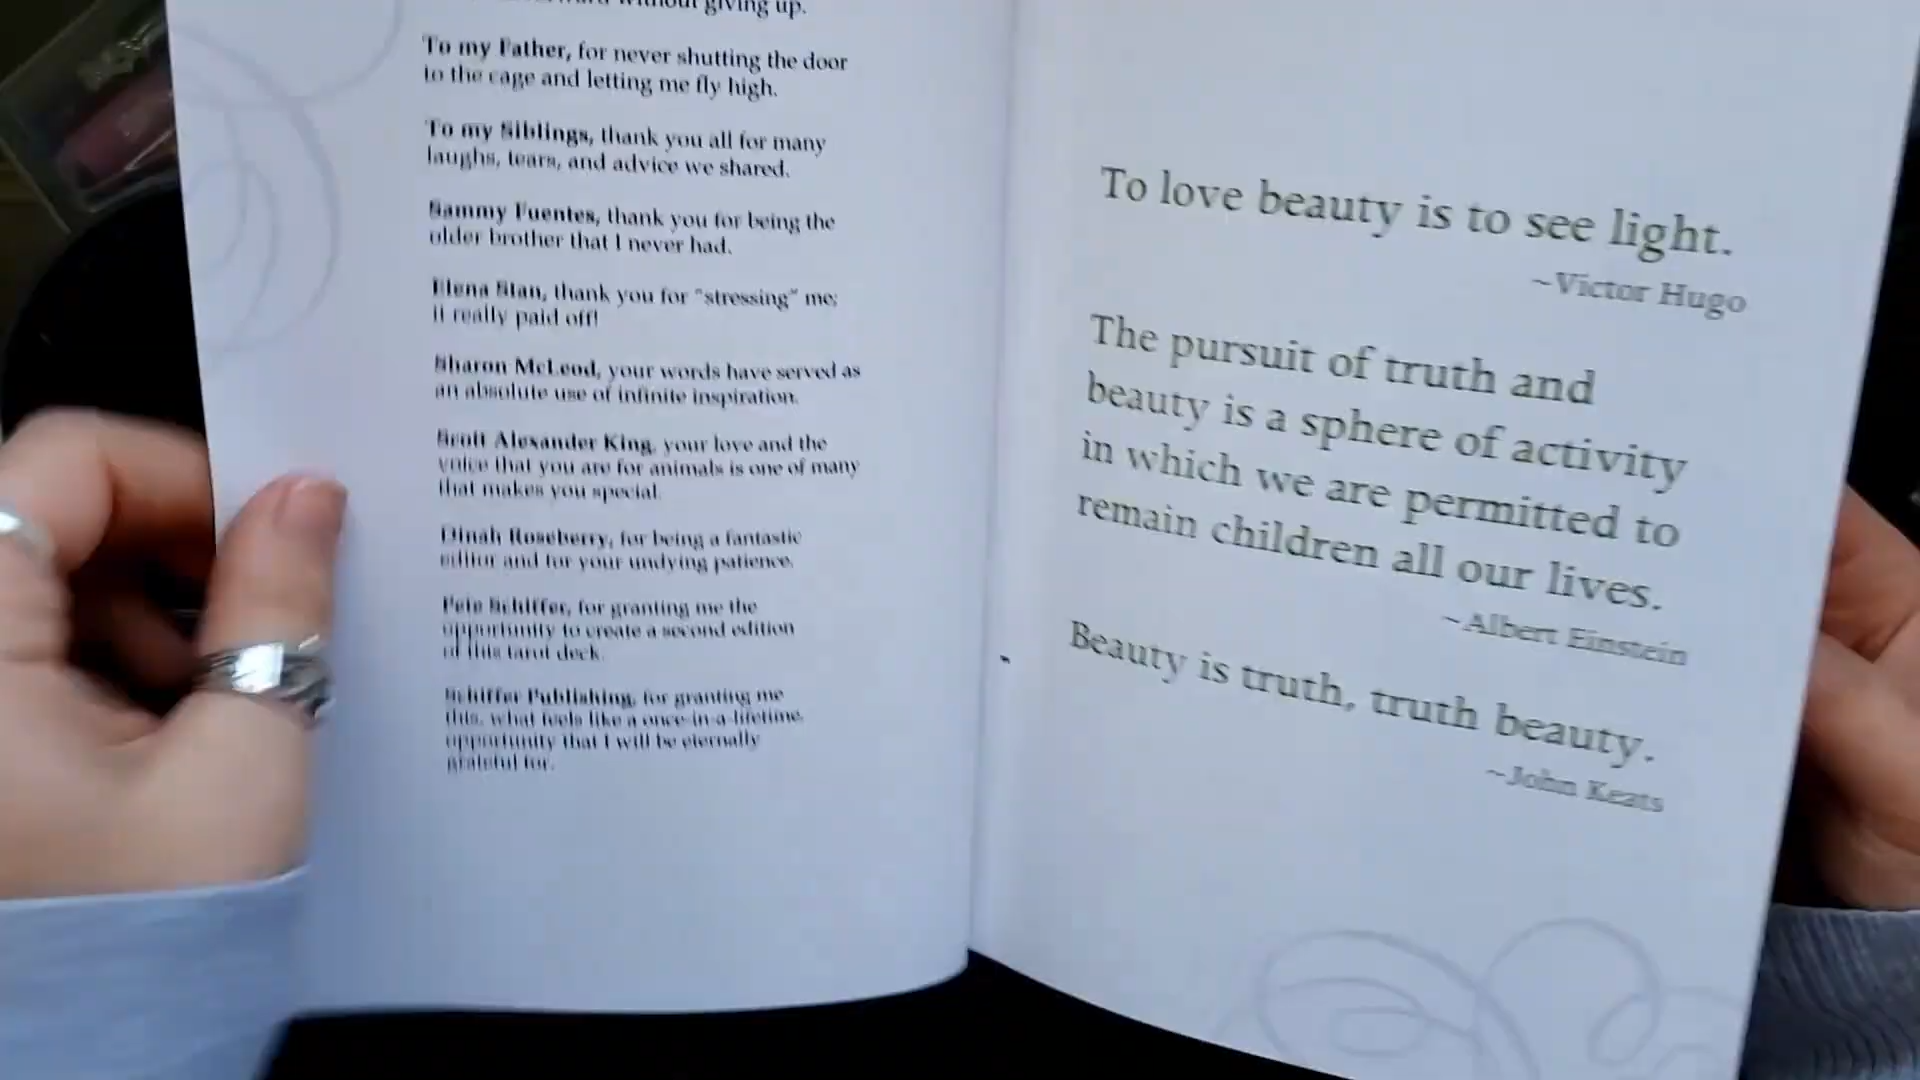 without giving up.
To my Father, for never shutting the door
to the cage and letting me fly high.
To my Siblings, thank you all for many
laughs, tears, and advice we shared.
Sammy Fuentes, thank you for being the
older brother that I never had.
Elena Stan, thank you for "stressing" me;
it really paid off!
Sharon McLeod, your words have served as
an absolute use of infinite inspiration.
Scott Alexander King, your love and the
voice that you are for animals is one of many
that makes you special.
Dinah Roseberry, for being a fantastic
editor and for your undying patience.
Pete Schiffer, for granting me the
opportunity to create a second edition
of this tarot deck.
Schiffer Publishing, for granting me
this, what feels like a once-in-a-lifetime,
opportunity that I will be eternally
grateful for.
To love beauty is to see light.
~Victor Hugo
The pursuit of truth and
beauty is a sphere of activity
in which we are permitted to
remain children all our lives.
~Albert Einstein
Beauty is truth, truth beauty.
~John Keats